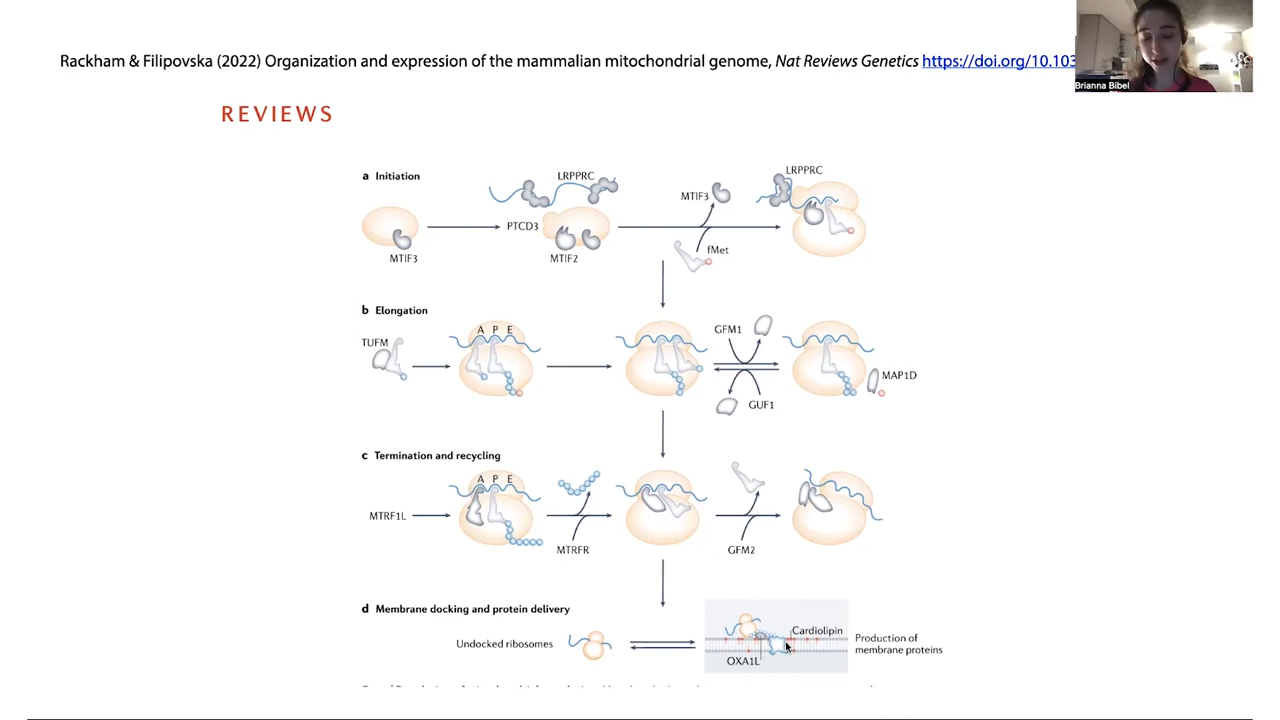 Rackham & Filipovska (2022) Organization and expression of the mammalian mitochondrial genome, Nat Reviews Genetics https://doi.org/10.103
Brianna Bibel
REVIEWS
a Initiation
LRPPRC
LRPPRC
MTIF3
PTCD3
fMet
MTIF3
MTIF2
b Elongation
A P E
GFM1
TUFM
MAP1D
GUF1
c Termination and recycling
A P E
MTRF1L
MTRFR
GFM2
d Membrane docking and protein delivery
Undocked ribosomes
Cardiolipin
OXA1L
Production of
membrane proteins